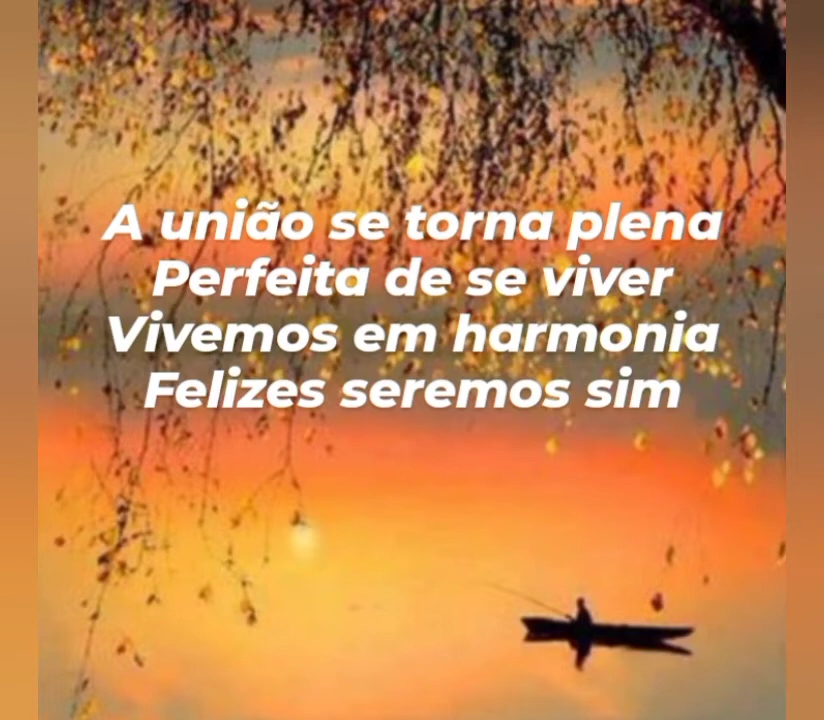 A união se torna plena
Perfeita de se viver
Vivemos em harmonia
Felizes seremos sim